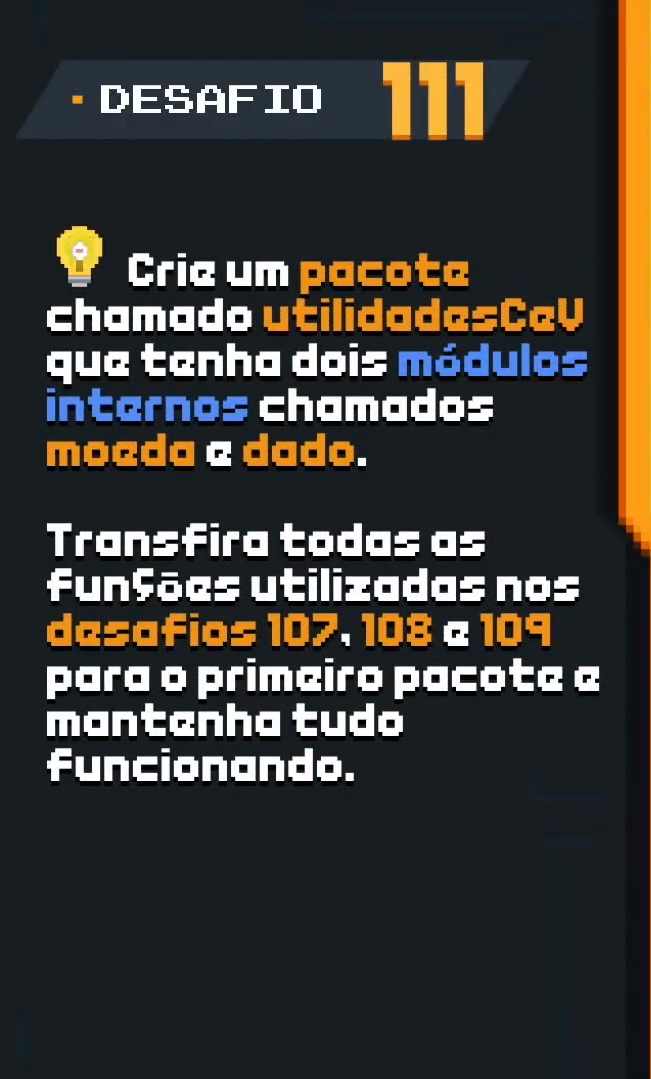 DESAFIO 111
Crie um pacote
chamado utilidadesCeV
que tenha dois módulos
internos chamados
moeda e dado.
Transfira todas as
funções utilizadas nos
desafios 107, 108 e 109
para o primeiro pacote e
mantenha tudo
funcionando.